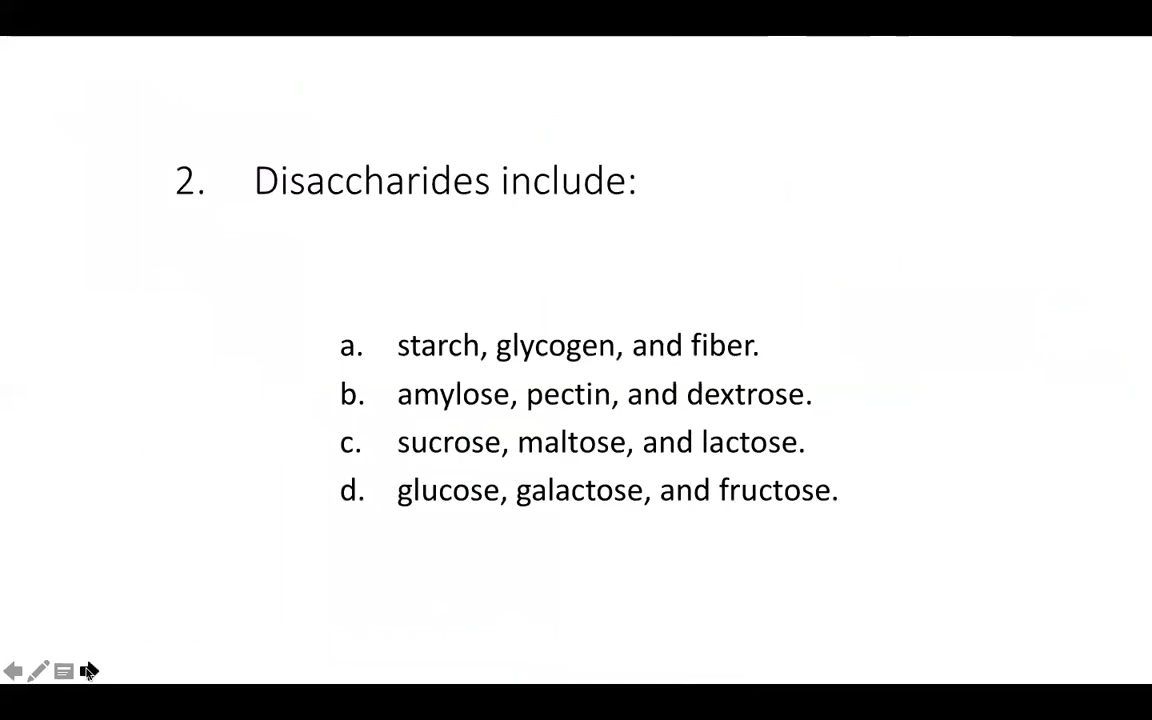 2. Disaccharides include:
a. starch, glycogen, and fiber.
b. amylose, pectin, and dextrose.
c. sucrose, maltose, and lactose.
d. glucose, galactose, and fructose.